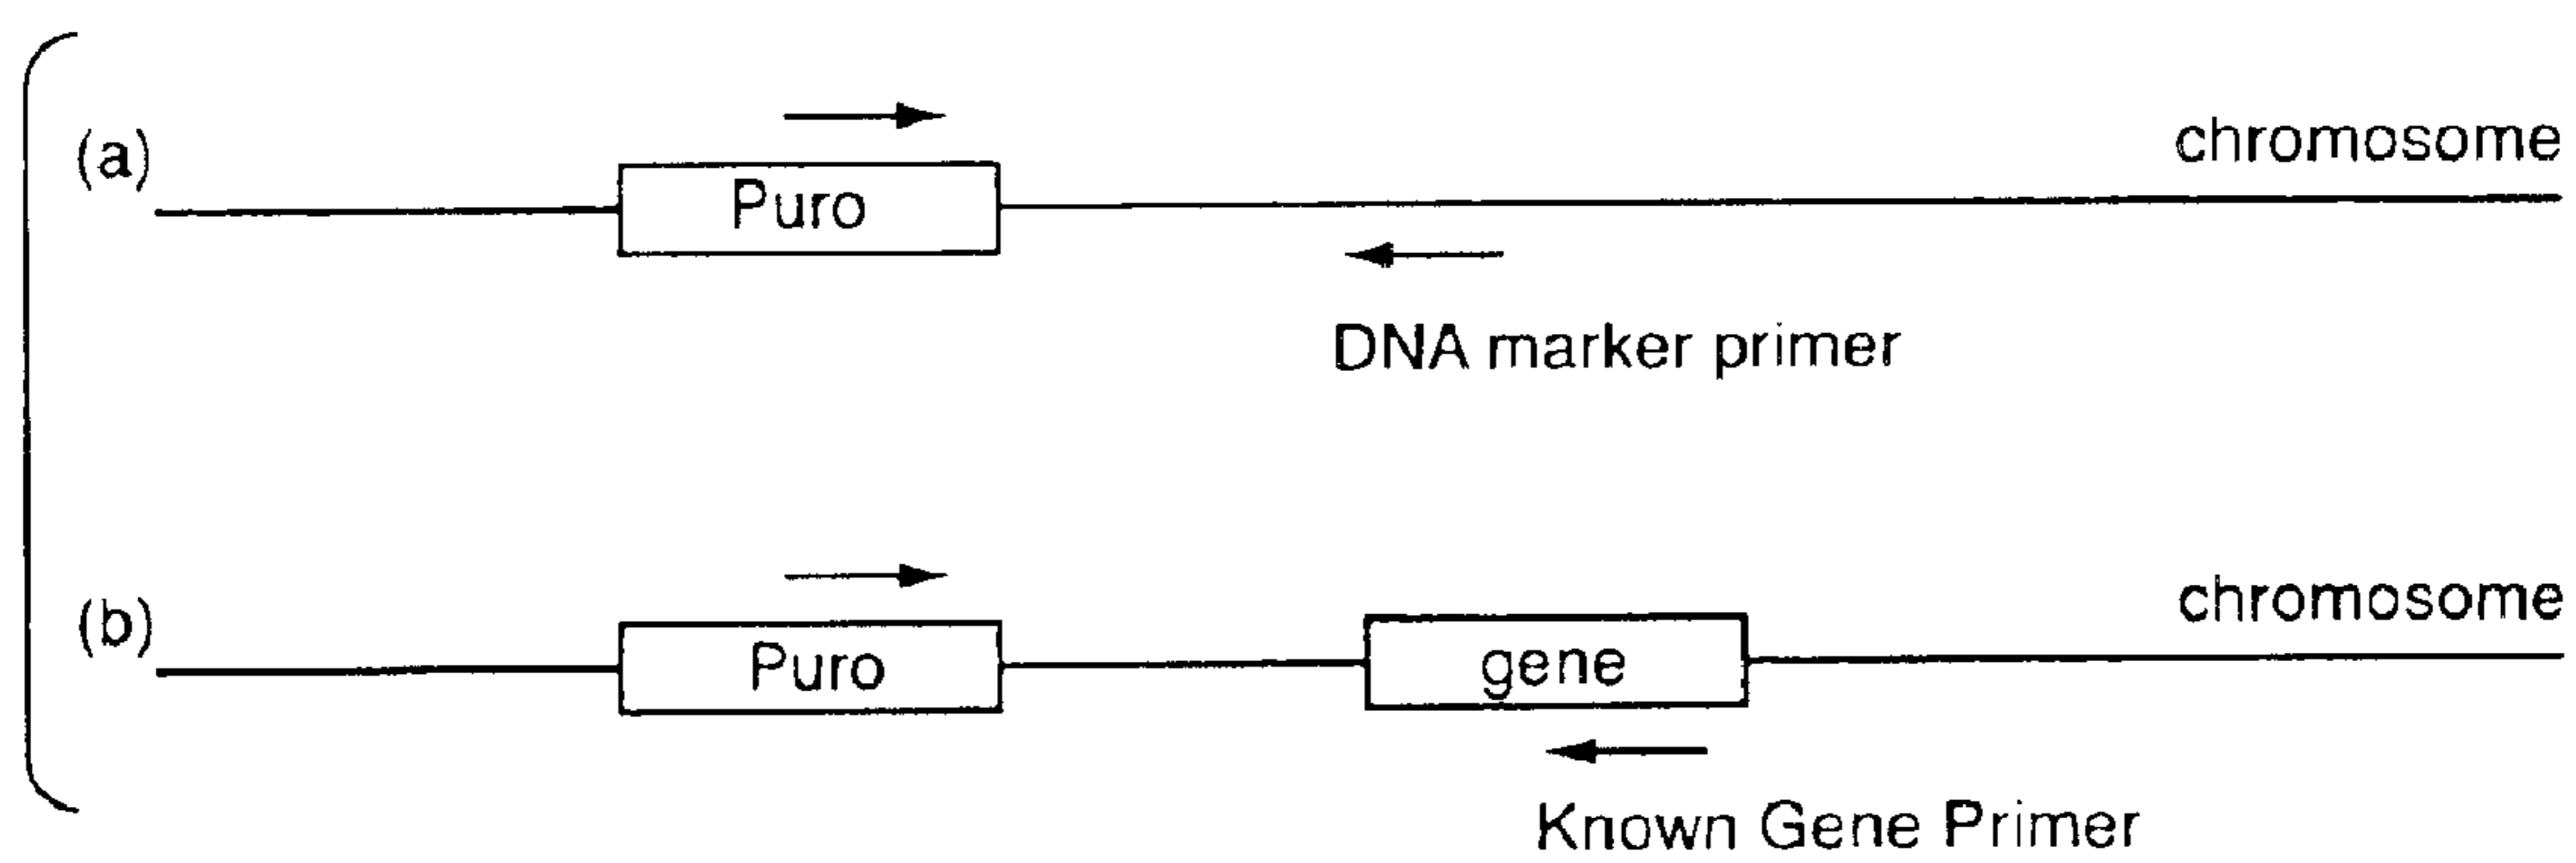 (a)
Puro
chromosome
DNA marker primer
(b)
Puro
gene
chromosome
Known Gene Primer